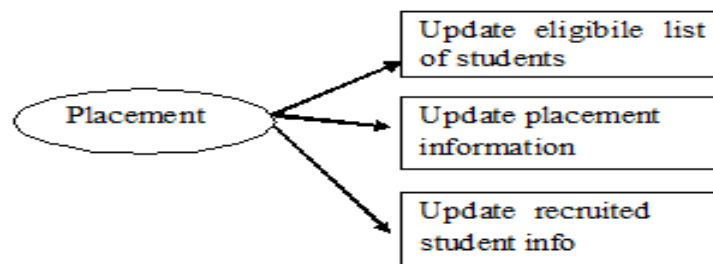 Placement
Update eligibile list
of students
Update placement
information
Update recruited
student info